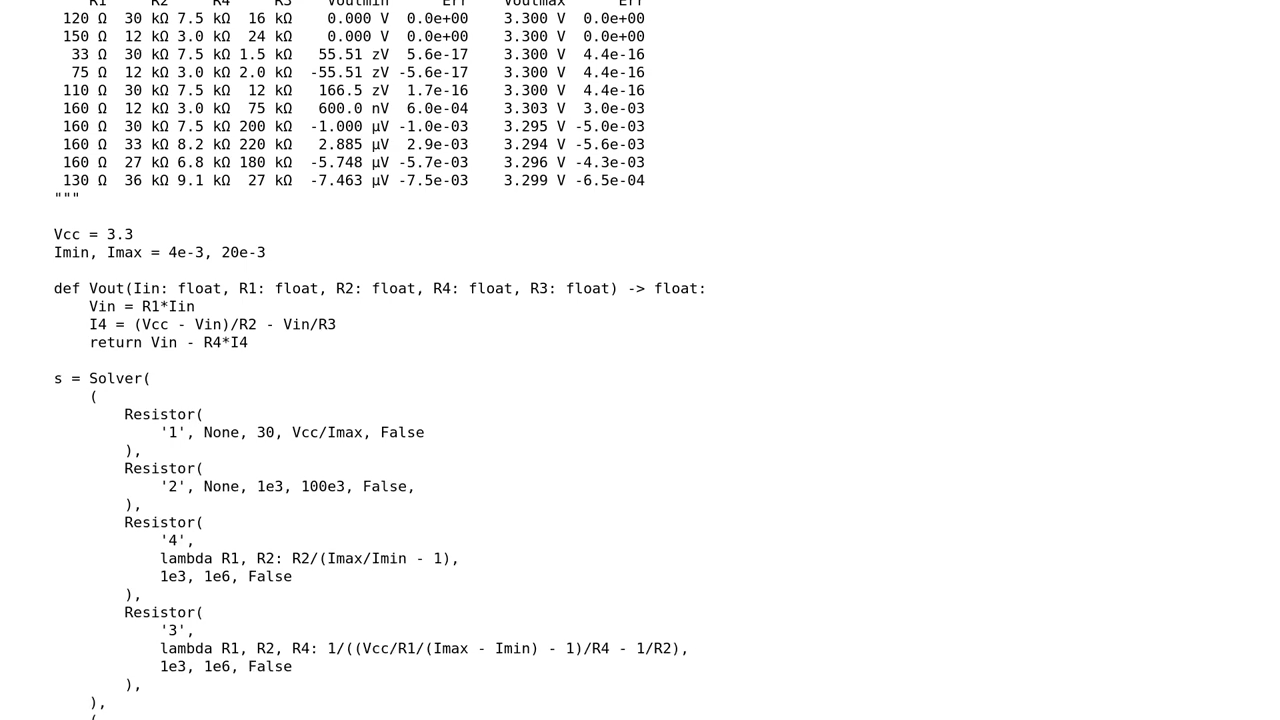 R1     R2     R4     R3    Voutmin      Err    Voutmax      Err
 120 Ω  30 kΩ 7.5 kΩ  16 kΩ    0.000 V  0.0e+00    3.300 V  0.0e+00
 150 Ω  12 kΩ 3.0 kΩ  24 kΩ    0.000 V  0.0e+00    3.300 V  0.0e+00
  33 Ω  30 kΩ 7.5 kΩ 1.5 kΩ  55.51 zV  5.6e-17    3.300 V  4.4e-16
  75 Ω  12 kΩ 3.0 kΩ 2.0 kΩ  -55.51 zV -5.6e-17    3.300 V  4.4e-16
 110 Ω  30 kΩ 7.5 kΩ  12 kΩ   166.5 zV  1.7e-16    3.300 V  4.4e-16
 160 Ω  12 kΩ 3.0 kΩ  75 kΩ   600.0 nV  6.0e-04    3.303 V  3.0e-03
 160 Ω  30 kΩ 7.5 kΩ 200 kΩ  -1.000 µV -1.0e-03    3.295 V -5.0e-03
 160 Ω  33 kΩ 8.2 kΩ 220 kΩ   2.885 µV  2.9e-03    3.294 V -5.6e-03
 160 Ω  27 kΩ 6.8 kΩ 180 kΩ  -5.748 µV -5.7e-03    3.296 V -4.3e-03
 130 Ω  36 kΩ 9.1 kΩ  27 kΩ  -7.463 µV -7.5e-03    3.299 V -6.5e-04
"""

Vcc = 3.3
Imin, Imax = 4e-3, 20e-3

def Vout(Iin: float, R1: float, R2: float, R4: float, R3: float) -> float:
    Vin = R1*Iin
    I4 = (Vcc - Vin)/R2 - Vin/R3
    return Vin - R4*I4

s = Solver(
    (
        Resistor(
            '1', None, 30, Vcc/Imax, False
        ),
        Resistor(
            '2', None, 1e3, 100e3, False,
        ),
        Resistor(
            '4',
            lambda R1, R2: R2/(Imax/Imin - 1),
            1e3, 1e6, False
        ),
        Resistor(
            '3',
            lambda R1, R2, R4: 1/((Vcc/R1/(Imax - Imin) - 1)/R4 - 1/R2),
            1e3, 1e6, False
        ),
    ),
    (